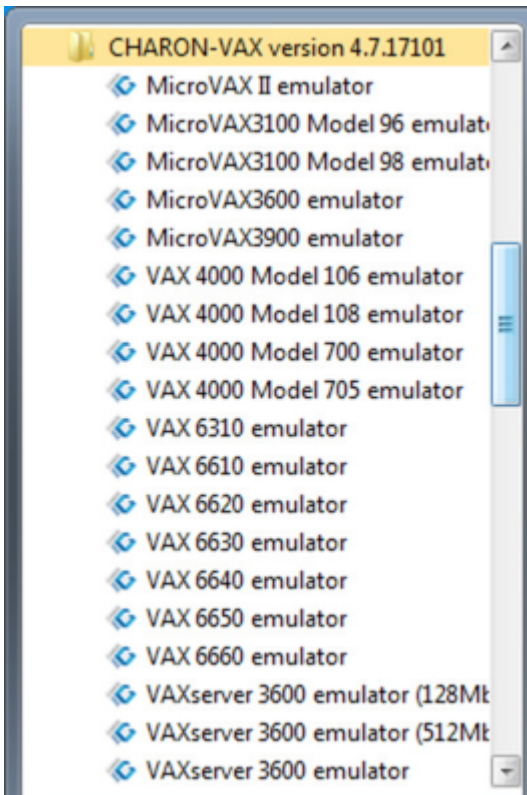 CHARON-VAX version 4.7.17101
MicroVAX II emulator
MicroVAX3100 Model 96 emulat
MicroVAX3100 Model 98 emulat
MicroVAX3600 emulator
MicroVAX3900 emulator
VAX 4000 Model 106 emulator
VAX 4000 Model 108 emulator
VAX 4000 Model 700 emulator
VAX 4000 Model 705 emulator
VAX 6310 emulator
VAX 6610 emulator
VAX 6620 emulator
VAX 6630 emulator
VAX 6640 emulator
VAX 6650 emulator
VAX 6660 emulator
VAXserver 3600 emulator (128Mb
VAXserver 3600 emulator (512Mb
VAXserver 3600 emulator